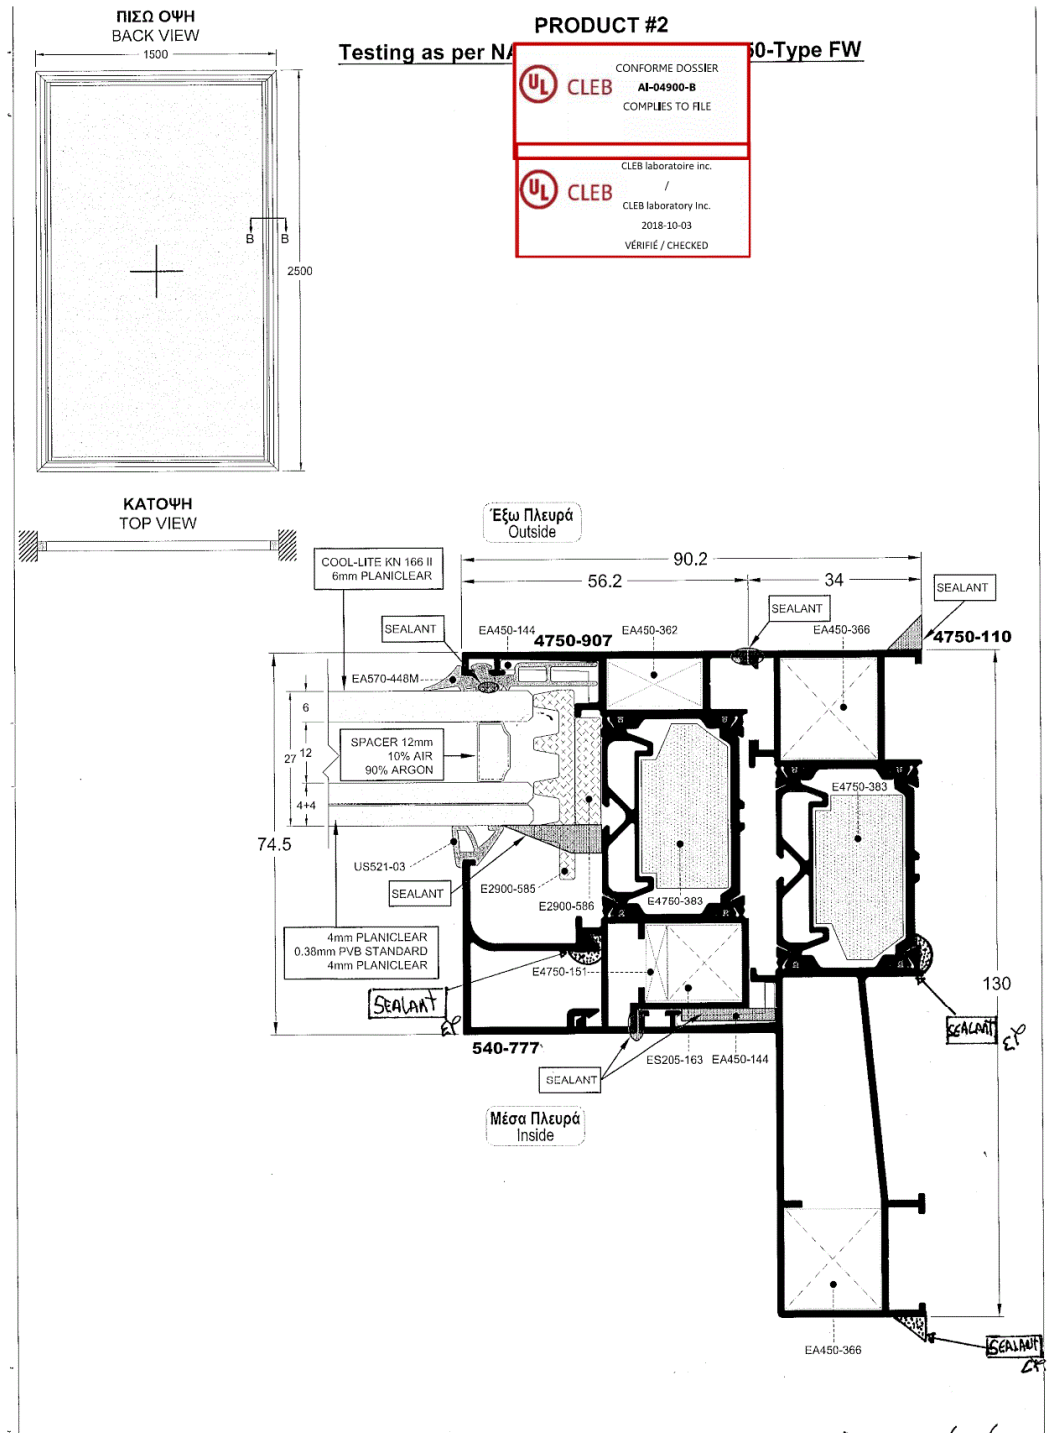 ΠΙΣΩ ΟΨΗ
BACK VIEW
1500
B B
2500
PRODUCT #2
Testing as per NA 50-Type FW
UL CLEB
CONFORME DOSSIER
AI-04900-B
COMPLIES TO FILE
UL CLEB
CLEB laboratoire inc.
/
CLEB laboratory Inc.
2018-10-03
VÉRIFIÉ / CHECKED
ΚΑΤΟΨΗ
TOP VIEW
Έξω Πλευρά
Outside
90.2
56.2
34
COOL-LITE KN 166 II
6mm PLANICLEAR
SEALANT
SEALANT
SEALANT
EA450-144
4750-907
EA450-362
EA450-366
4750-110
EA570-448M
6
12
27
4+4
SPACER 12mm
10% AIR
90% ARGON
74.5
E4750-383
US521-03
SEALANT
E2900-585
E2900-586
E4750-383
4mm PLANICLEAR
0.38mm PVB STANDARD
4mm PLANICLEAR
E4750-151
130
SEALANT
SEALANT
540-777
ES205-163
EA450-144
SEALANT
Μέσα Πλευρά
Inside
SEALANT
EA450-366